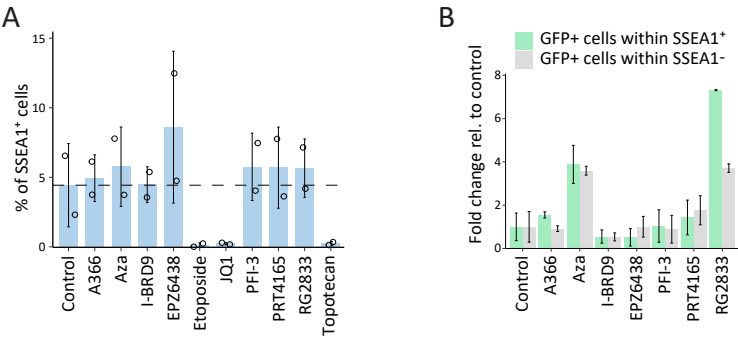 A
% of SSEA1+ cells
15
10
5
0
Control
A366
Aza
I-BRD9
EPZ6438
Etoposide
JQ1
PFI-3
PRT4165
RG2833
Topotecan
B
GFP+ cells within SSEA1+
GFP+ cells within SSEA1-
Fold change rel. to control
8
6
4
2
0
Control
A366
Aza
I-BRD9
EPZ6438
PFI-3
PRT4165
RG2833